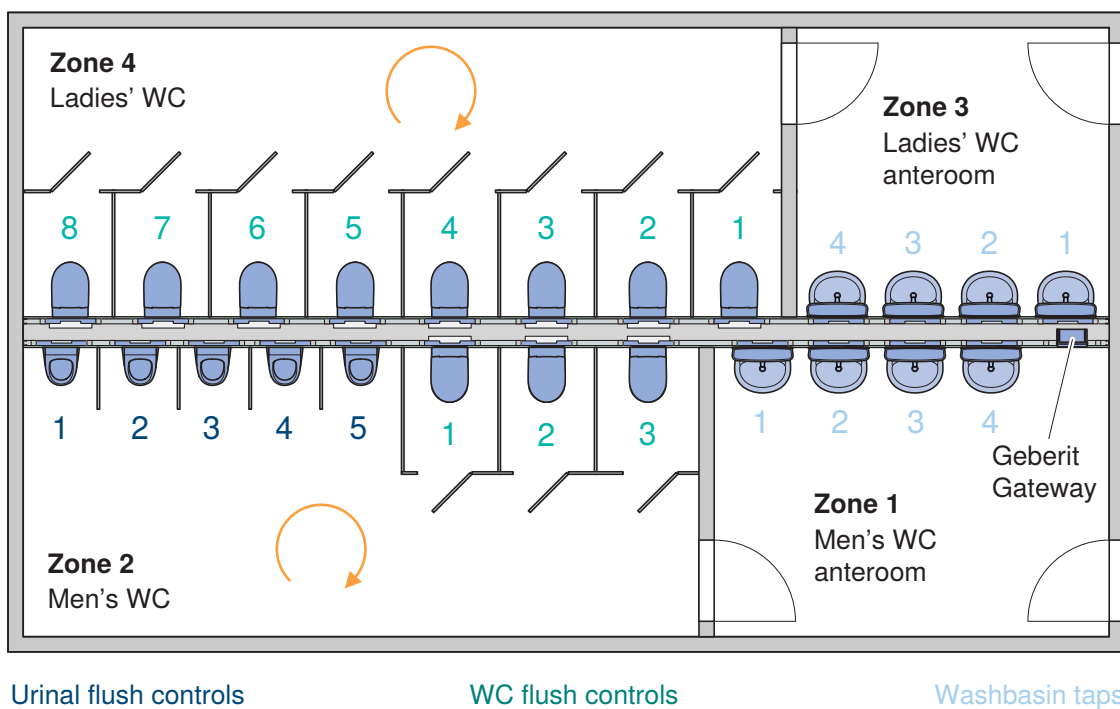 Zone 4
Ladies’ WC
Zone 3
Ladies’ WC
anteroom
8 7 6 5 4 3 2 1
4 3 2 1
1 2 3 4 5
1 2 3
1 2 3 4
Geberit
Gateway
Zone 1
Men’s WC
anteroom
Zone 2
Men’s WC
Urinal flush controls
WC flush controls
Washbasin taps